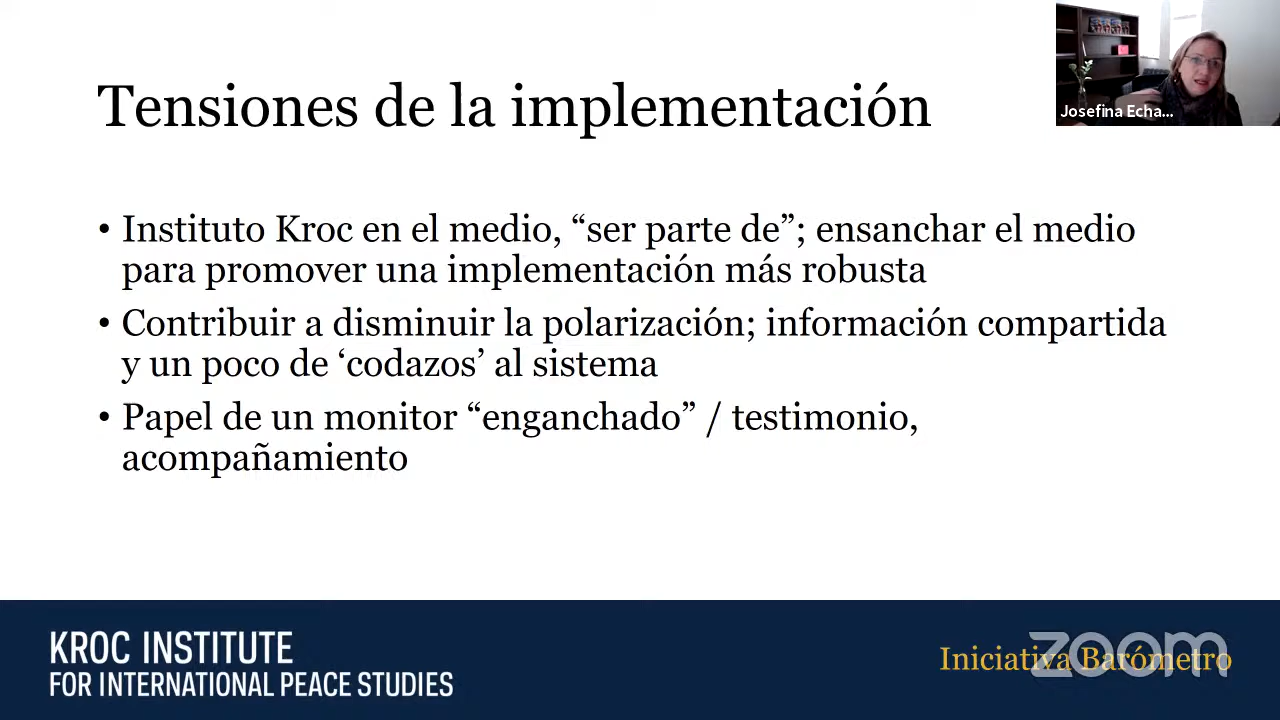 Tensiones de la implementación
Josefina Echa...
• Instituto Kroc en el medio, “ser parte de”; ensanchar el medio
para promover una implementación más robusta
• Contribuir a disminuir la polarización; información compartida
y un poco de ‘codazos’ al sistema
• Papel de un monitor “enganchado” / testimonio,
acompañamiento
KROC INSTITUTE
FOR INTERNATIONAL PEACE STUDIES
Iniciativa Barómetro
zoom